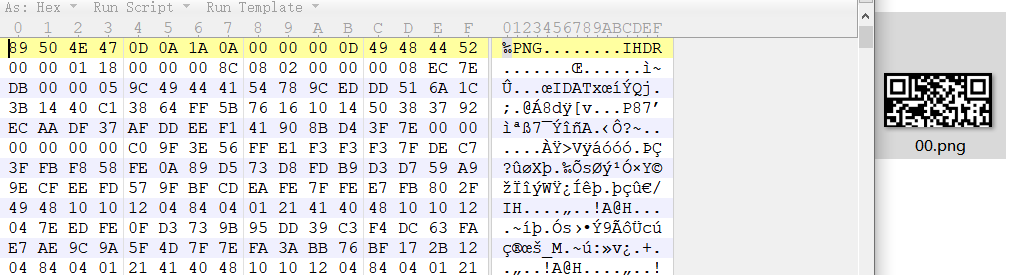 As: Hex Run Script Run Template
0 1 2 3 4 5 6 7 8 9 A B C D E F 0123456789ABCDEF
89 50 4E 47 0D 0A 1A 0A 00 00 00 0D 49 48 44 52 ‰PNG........IHDR
00 00 01 18 00 00 00 8C 08 02 00 00 00 08 EC 7E .......Œ......ì~
DB 00 00 05 9C 49 44 41 54 78 9C ED DD 51 6A 1C Û...œIDATxœíÝQj.
3B 14 40 C1 38 64 FF 5B 76 16 10 14 50 38 37 92 ;.@Á8dÿ[v...P87’
EC AA DF 37 AF DD EE F1 41 90 8B D4 3F 7E 00 00 ìªß7¯ÝîñA.‹Ô?~..
00 00 00 00 C0 9F 3E 56 FF E1 F3 F3 F3 7F DE C7 ....ÀŸ>Vÿáóóó.ÞÇ
3F FB F8 58 FE 0A 89 D5 73 D8 FD B9 D3 D7 59 A9 ?ûøXþ.‰ÕsØý¹Ó×Y©
9E CF EE FD 57 9F BF CD EA FE 7F FE E7 FB 80 2F žÏîýWŸ¿Íêþ.þçû€/
49 48 10 10 12 04 84 04 01 21 41 40 48 10 10 12 IH....„..!A@H...
04 7E ED FE 0F D3 73 9B 95 DD 39 C3 F4 DC 63 FA .~íþ.Ós›•Ý9ÃôÜcú
E7 AE 9C 9A 5F 4D 7F 7E FA 3A BB 76 BF 17 2B 12 ç®œš_M.~ú:»v¿.+.
04 84 04 01 21 41 40 48 10 10 12 04 84 04 01 21 .„..!A@H....„..!
00.png